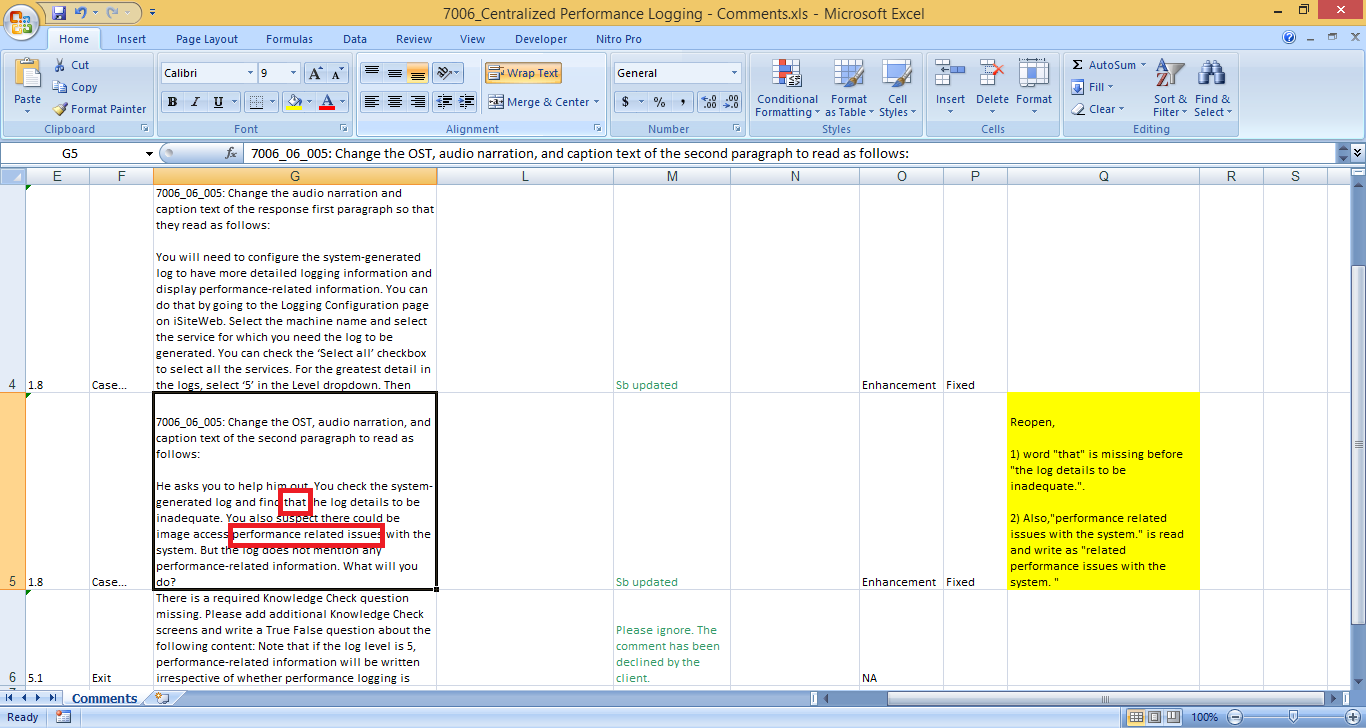 7006_Centralized Performance Logging - Comments.xls - Microsoft Excel
Home Insert Page Layout Formulas Data Review View Developer Nitro Pro
Paste
Cut
Copy
Format Painter
Clipboard
Calibri 9
B I U
Font
Wrap Text
Merge & Center
Alignment
General
$ % ,
Number
Conditional Formatting
Format as Table
Cell Styles
Styles
Insert Delete Format
Cells
Σ AutoSum
Fill
Clear
Sort & Filter
Find & Select
Editing
G5 fx 7006_06_005: Change the OST, audio narration, and caption text of the second paragraph to read as follows:
E F G L M N O P Q R S
7006_06_005: Change the audio narration and
caption text of the response first paragraph so that
they read as follows:
You will need to configure the system-generated
log to have more detailed logging information and
display performance-related information. You can
do that by going to the Logging Configuration page
on iSiteWeb. Select the machine name and select
the service for which you need the log to be
generated. You can check the ‘Select all’ checkbox
to select all the services. For the greatest detail in
4 1.8 Case... the logs, select ‘5’ in the Level dropdown. Then Sb updated Enhancement Fixed
7006_06_005: Change the OST, audio narration, and
caption text of the second paragraph to read as
follows:
He asks you to help him out. You check the system-
generated log and find that the log details to be
inadequate. You also suspect there could be
image access performance related issues with the
system. But the log does not mention any
performance-related information. What will you
do?
5 1.8 Case... Sb updated Enhancement Fixed
Reopen,
1) word "that" is missing before
"the log details to be
inadequate.".
2) Also,"performance related
issues with the system." is read
and write as "related
performance issues with the
system. "
There is a required Knowledge Check question
missing. Please add additional Knowledge Check
screens and write a True False question about the
following content: Note that if the log level is 5,
performance-related information will be written
irrespective of whether performance logging is
6 5.1 Exit
Please ignore. The
comment has been
declined by the
client.
NA
Comments
Ready 100%